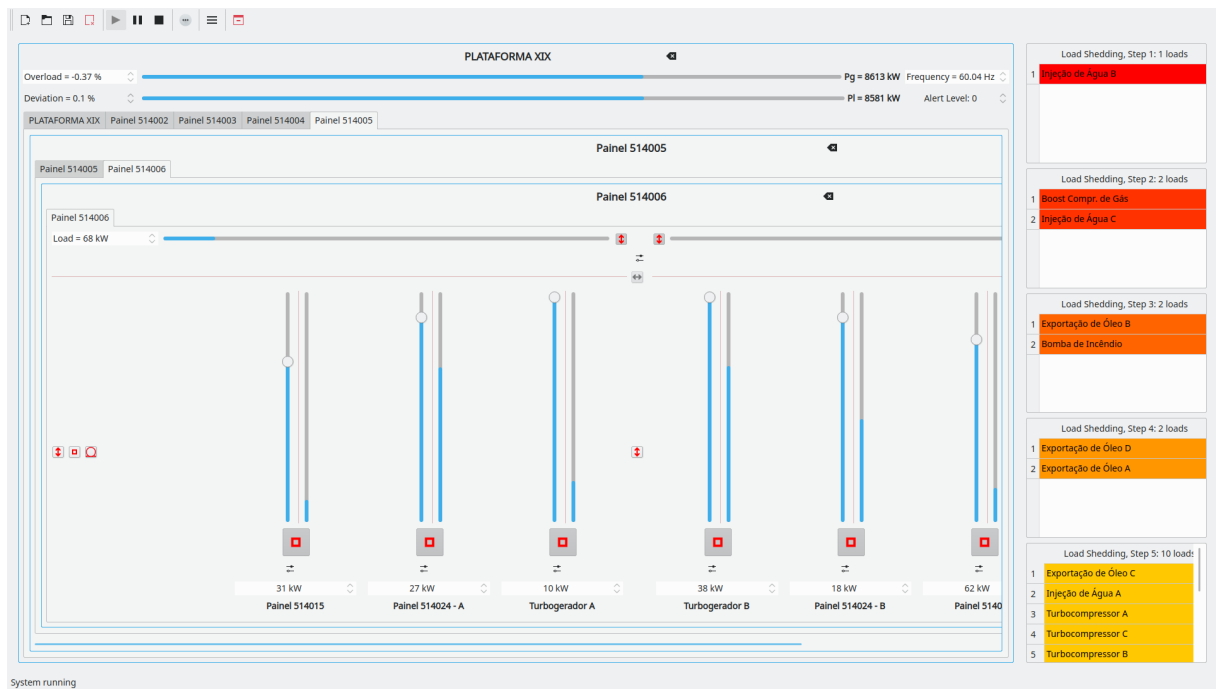 PLATAFORMA XIX
Overload = -0.37 %
Pg = 8613 kW
Frequency = 60.04 Hz
Deviation = 0.1 %
Pl = 8581 kW
Alert Level: 0
PLATAFORMA XIX
Painel 514002
Painel 514003
Painel 514004
Painel 514005
Painel 514005
Painel 514005
Painel 514006
Painel 514006
Painel 514006
Load = 68 kW
31 kW
27 kW
10 kW
38 kW
18 kW
62 kW
Painel 514015
Painel 514024 - A
Turbogerador A
Turbogerador B
Painel 514024 - B
Painel 5140
Load Shedding, Step 1: 1 loads
1 Injeção de Água B
Load Shedding, Step 2: 2 loads
1 Boost Compr. de Gás
2 Injeção de Água C
Load Shedding, Step 3: 2 loads
1 Exportação de Óleo B
2 Bomba de Incêndio
Load Shedding, Step 4: 2 loads
1 Exportação de Óleo D
2 Exportação de Óleo A
Load Shedding, Step 5: 10 loads
1 Exportação de Óleo C
2 Injeção de Água A
3 Turbocompressor A
4 Turbocompressor C
5 Turbocompressor B
System running